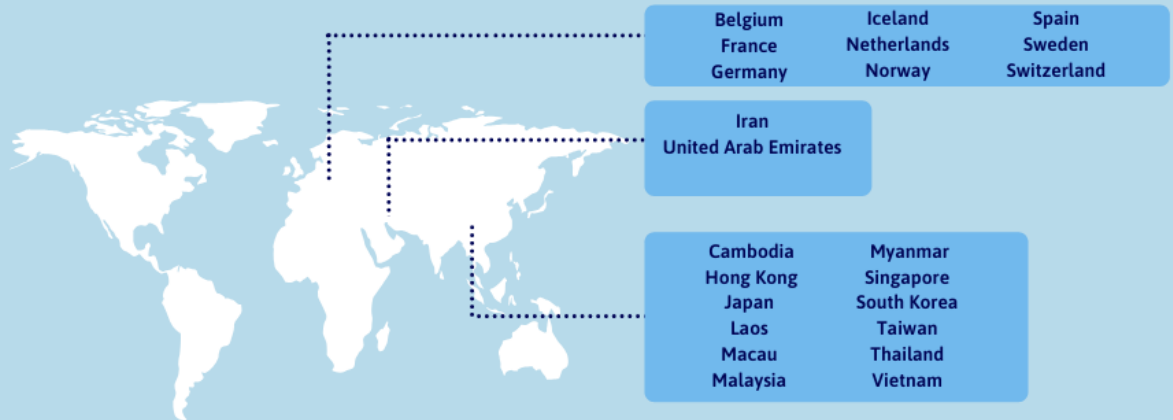 Belgium
France
Germany
Iceland
Netherlands
Norway
Spain
Sweden
Switzerland
Iran
United Arab Emirates
Cambodia
Hong Kong
Japan
Laos
Macau
Malaysia
Myanmar
Singapore
South Korea
Taiwan
Thailand
Vietnam